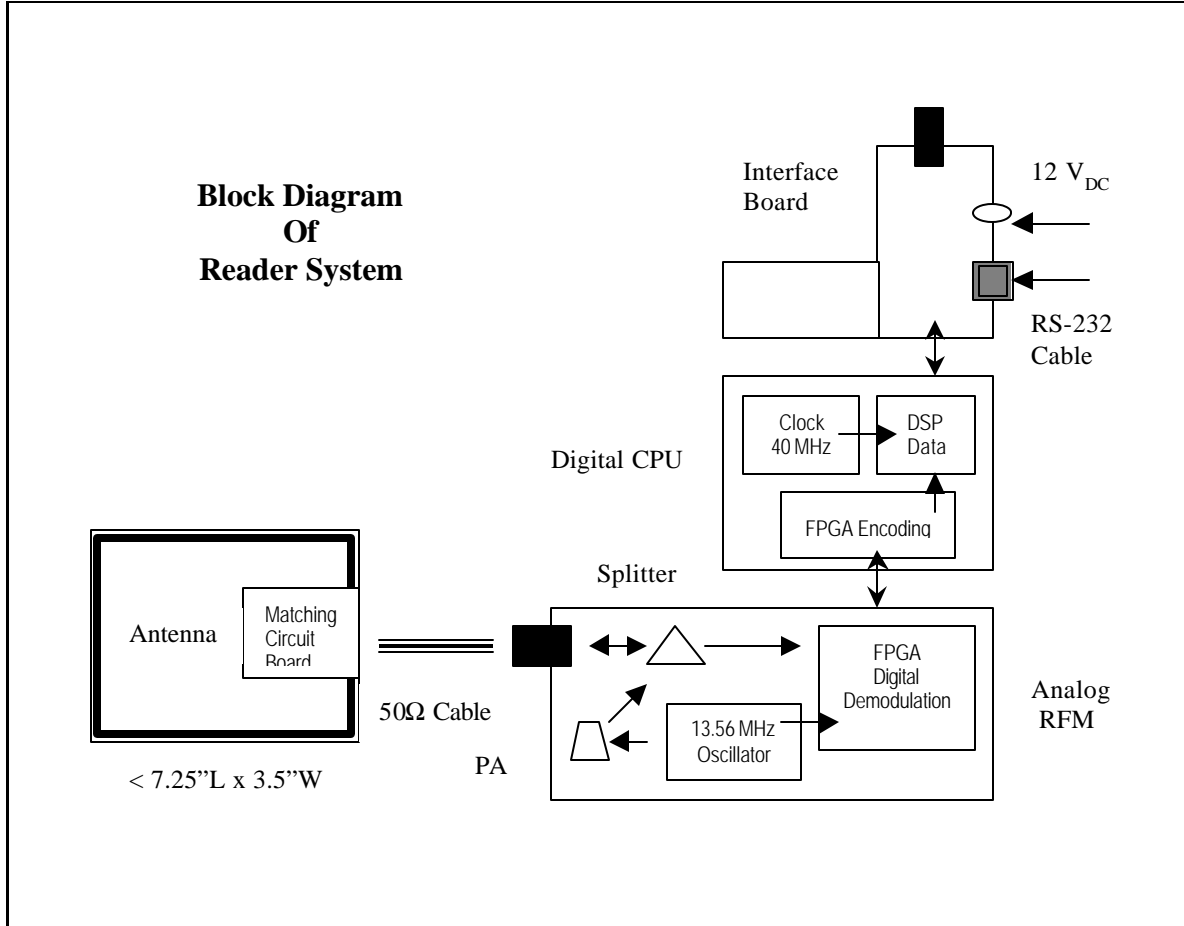 Block Diagram
Of
Reader System
Interface
Board
12 VDC
RS-232
Cable
Clock
40 MHz
DSP
Data
Digital CPU
FPGA Encoding
Splitter
Antenna
Matching
Circuit
Board
50Ω Cable
< 7.25”L x 3.5”W
PA
13.56 MHz
Oscillator
FPGA
Digital
Demodulation
Analog
RFM